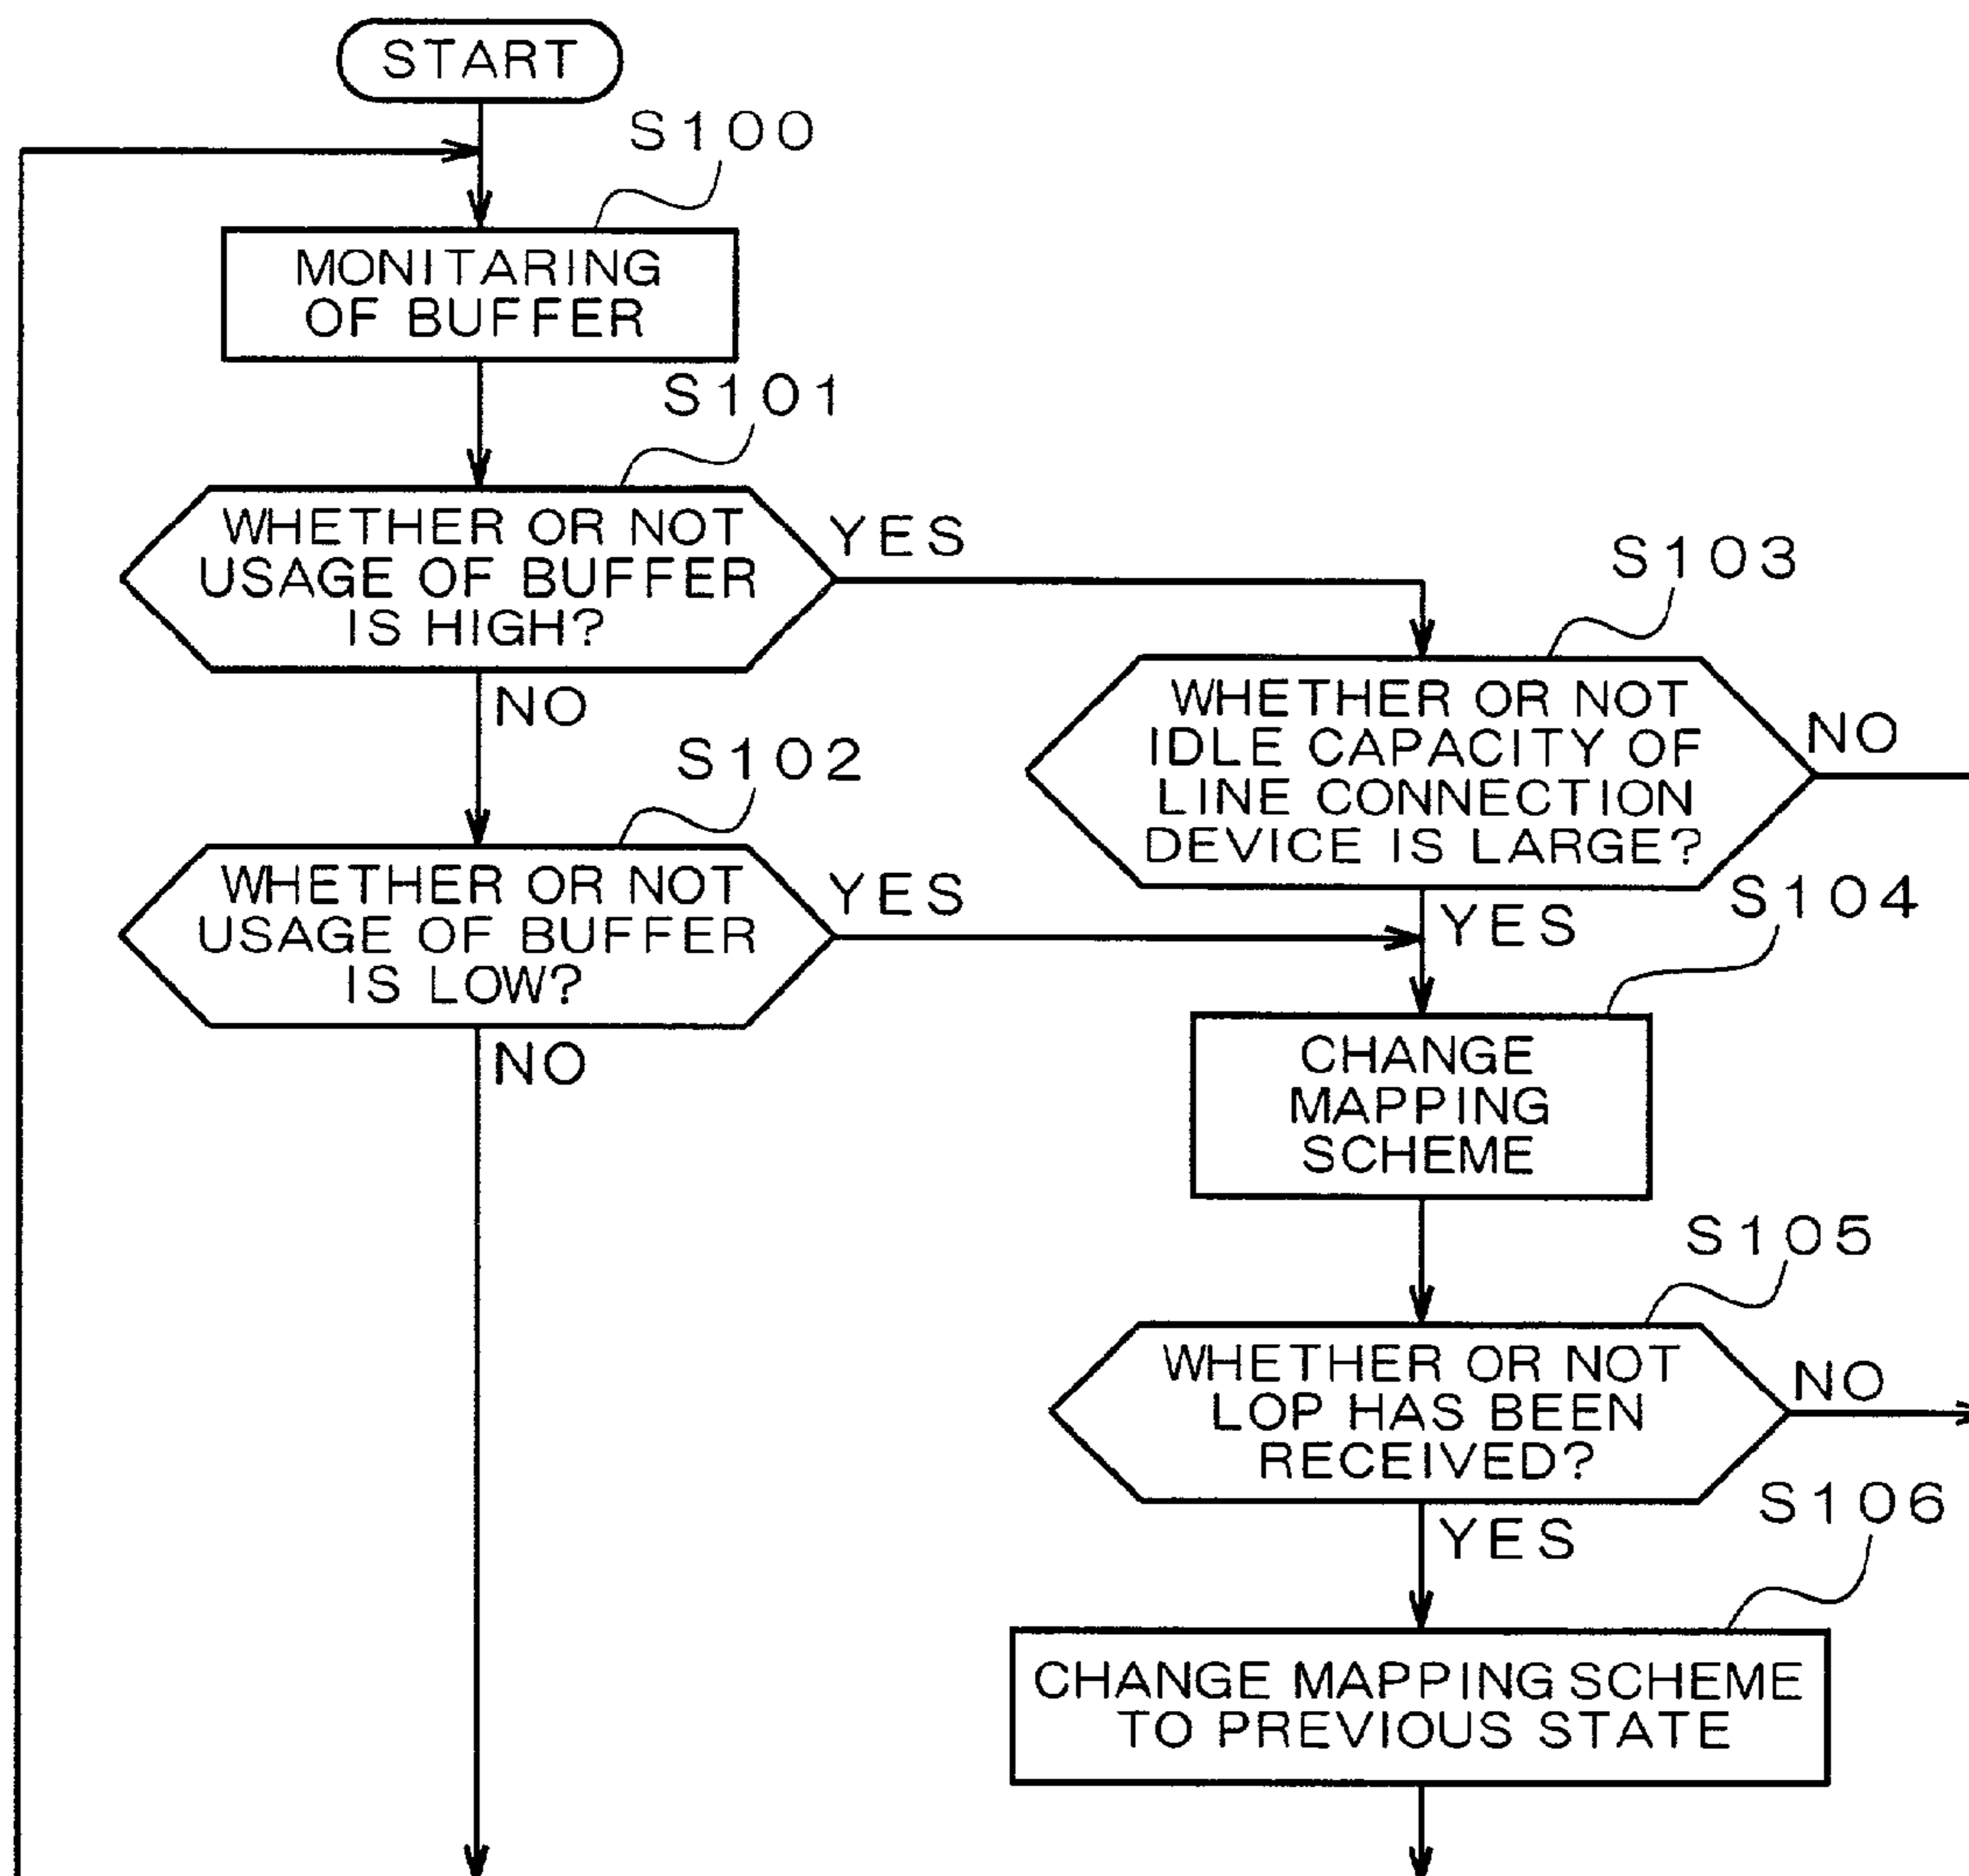 START
S100
MONITARING
OF BUFFER
S101
WHETHER OR NOT
USAGE OF BUFFER
IS HIGH?
YES
NO
S103
WHETHER OR NOT
IDLE CAPACITY OF
LINE CONNECTION
DEVICE IS LARGE?
NO
YES
S102
WHETHER OR NOT
USAGE OF BUFFER
IS LOW?
YES
NO
S104
CHANGE
MAPPING
SCHEME
S105
WHETHER OR NOT
LOP HAS BEEN
RECEIVED?
NO
YES
S106
CHANGE MAPPING SCHEME
TO PREVIOUS STATE